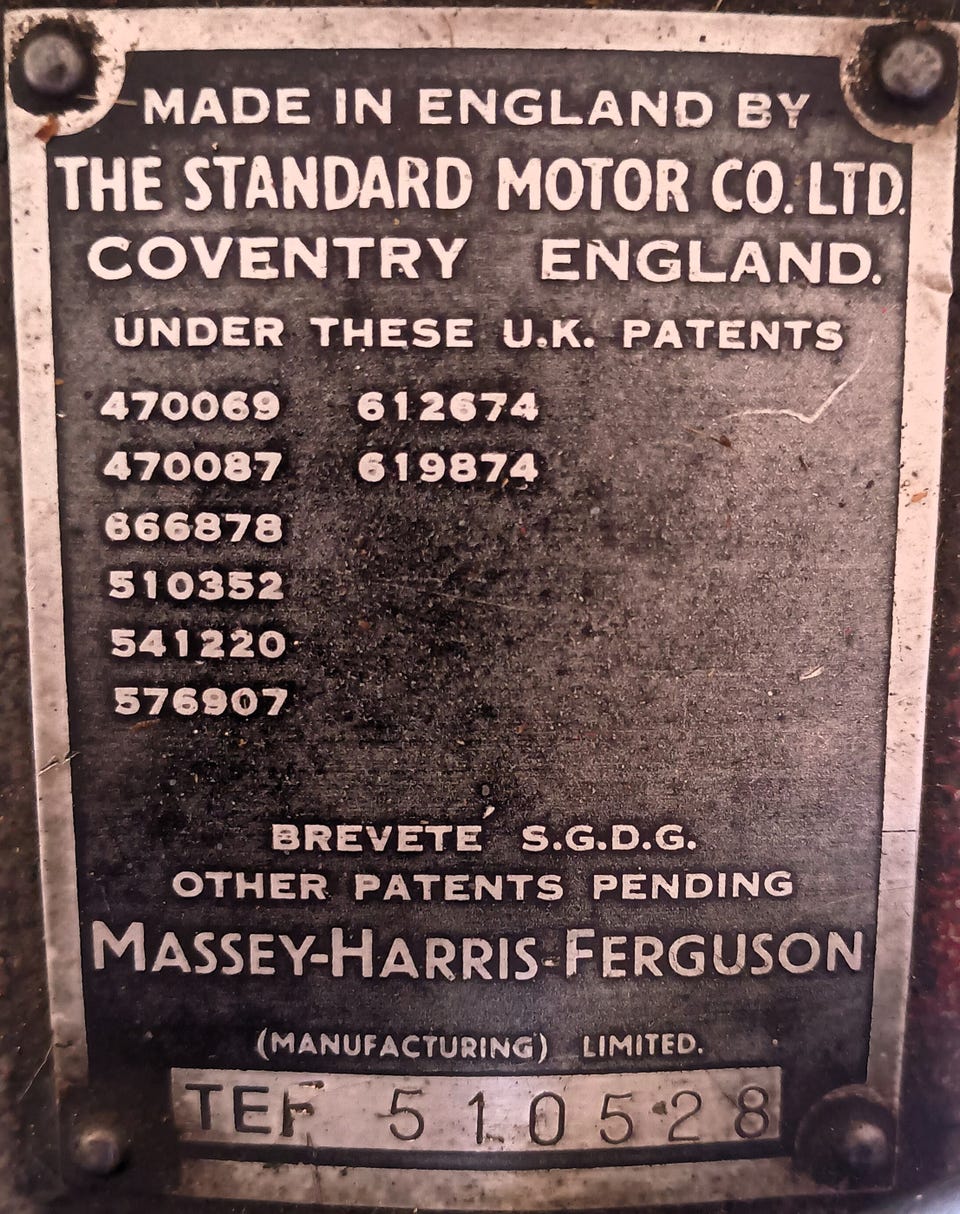 MADE IN ENGLAND BY
THE STANDARD MOTOR CO. LTD.
COVENTRY ENGLAND.
UNDER THESE U.K. PATENTS
470069 612674
470087 619874
666878
510352
541220
576907
BREVETÉ S.G.D.G.
OTHER PATENTS PENDING
MASSEY-HARRIS-FERGUSON
(MANUFACTURING) LIMITED.
TEF 510528